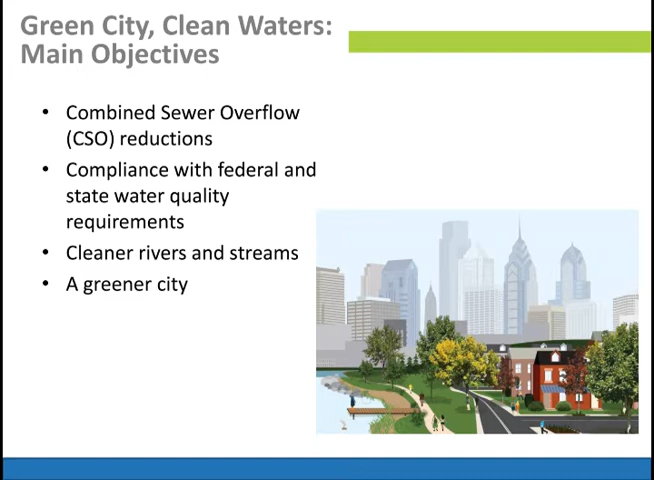 Green City, Clean Waters:
Main Objectives
• Combined Sewer Overflow
(CSO) reductions
• Compliance with federal and
state water quality
requirements
• Cleaner rivers and streams
• A greener city